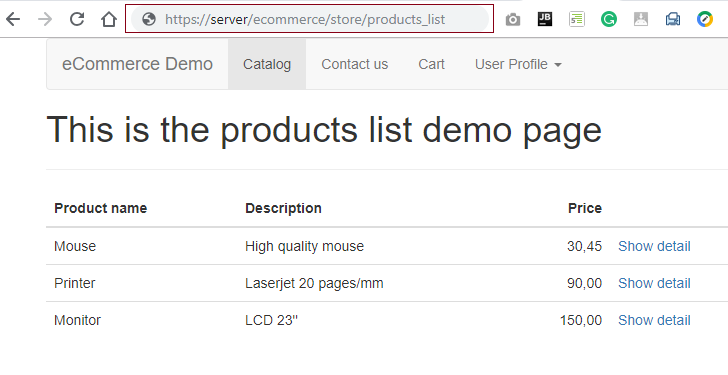 https://server/ecommerce/store/products_list
JB
G
eCommerce Demo Catalog Contact us Cart User Profile
This is the products list demo page
Product name Description Price
Mouse High quality mouse 30,45 Show detail
Printer Laserjet 20 pages/mm 90,00 Show detail
Monitor LCD 23" 150,00 Show detail